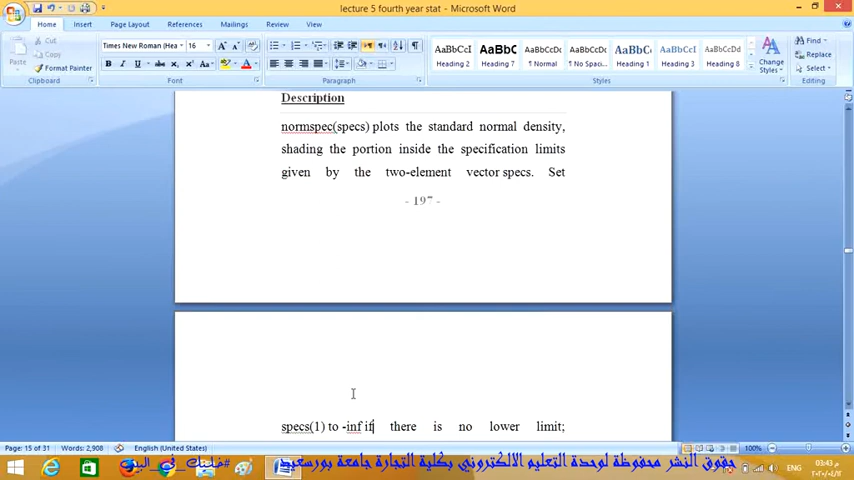 lecture 5 fourth year stat - Microsoft Word
Home Insert Page Layout References Mailings Review View
Cut
Copy
Format Painter
Paste
Clipboard
Times New Roman (Hea 16
Font
Paragraph
AaBbCcI AaBbC AaBbCcDc AaBbCcDc AaBbCc AaBbCcI AaBbCcDd
Heading 2 Heading 7 ¶ Normal ¶ No Spaci... Heading 1 Heading 3 Heading 8
Styles
Change Styles
Find
Replace
Select
Editing
Description
normspec(specs) plots the standard normal density,
shading the portion inside the specification limits
given by the two-element vector specs. Set
specs(1) to -inf if there is no lower limit;
Page: 15 of 31 Words: 2,908 English (United States) 100%
#خليك_في_البيت
حقوق النشر محفوظة لوحدة التعليم الالكتروني بكلية التجارة جامعة بورسعيد
ENG
03:43 م